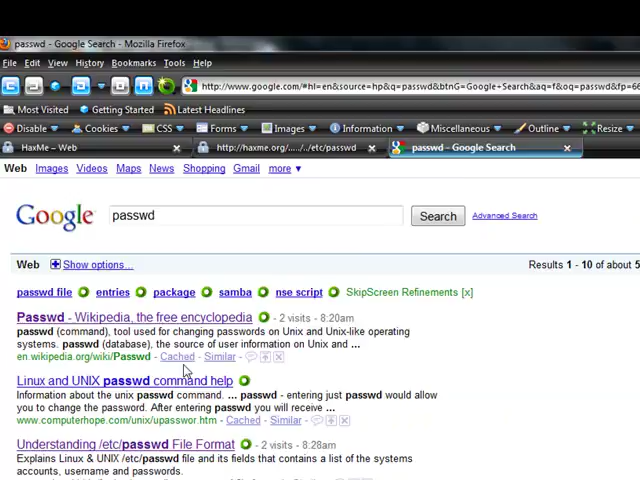 passwd - Google Search - Mozilla Firefox
File Edit View History Bookmarks Tools Help
http://www.google.com/#hl=en&source=hp&q=passwd&btnG=Google+Search&aq=f&oq=passwd&fp=66
Most Visited Getting Started Latest Headlines
Disable Cookies CSS Forms Images Information Miscellaneous Outline Resize
HaxMe - Web http://haxme.org/..../../etc/passwd passwd - Google Search
Web Images Videos Maps News Shopping Gmail more
Google passwd Search Advanced Search
Web Show options... Results 1 - 10 of about 5
passwd file entries package samba nse script SkipScreen Refinements [x]
Passwd - Wikipedia, the free encyclopedia - 2 visits - 8:20am
passwd (command), tool used for changing passwords on Unix and Unix-like operating
systems. passwd (database), the source of user information on Unix and ...
en.wikipedia.org/wiki/Passwd - Cached - Similar
Linux and UNIX passwd command help
Information about the unix passwd command. ... passwd - entering just passwd would allow
you to change the password. After entering passwd you will receive ...
www.computerhope.com/unix/upasswor.htm - Cached - Similar
Understanding /etc/passwd File Format - 2 visits - 8:28am
Explains Linux & UNIX /etc/passwd file and its fields that contains a list of the systems
accounts, username and passwords.